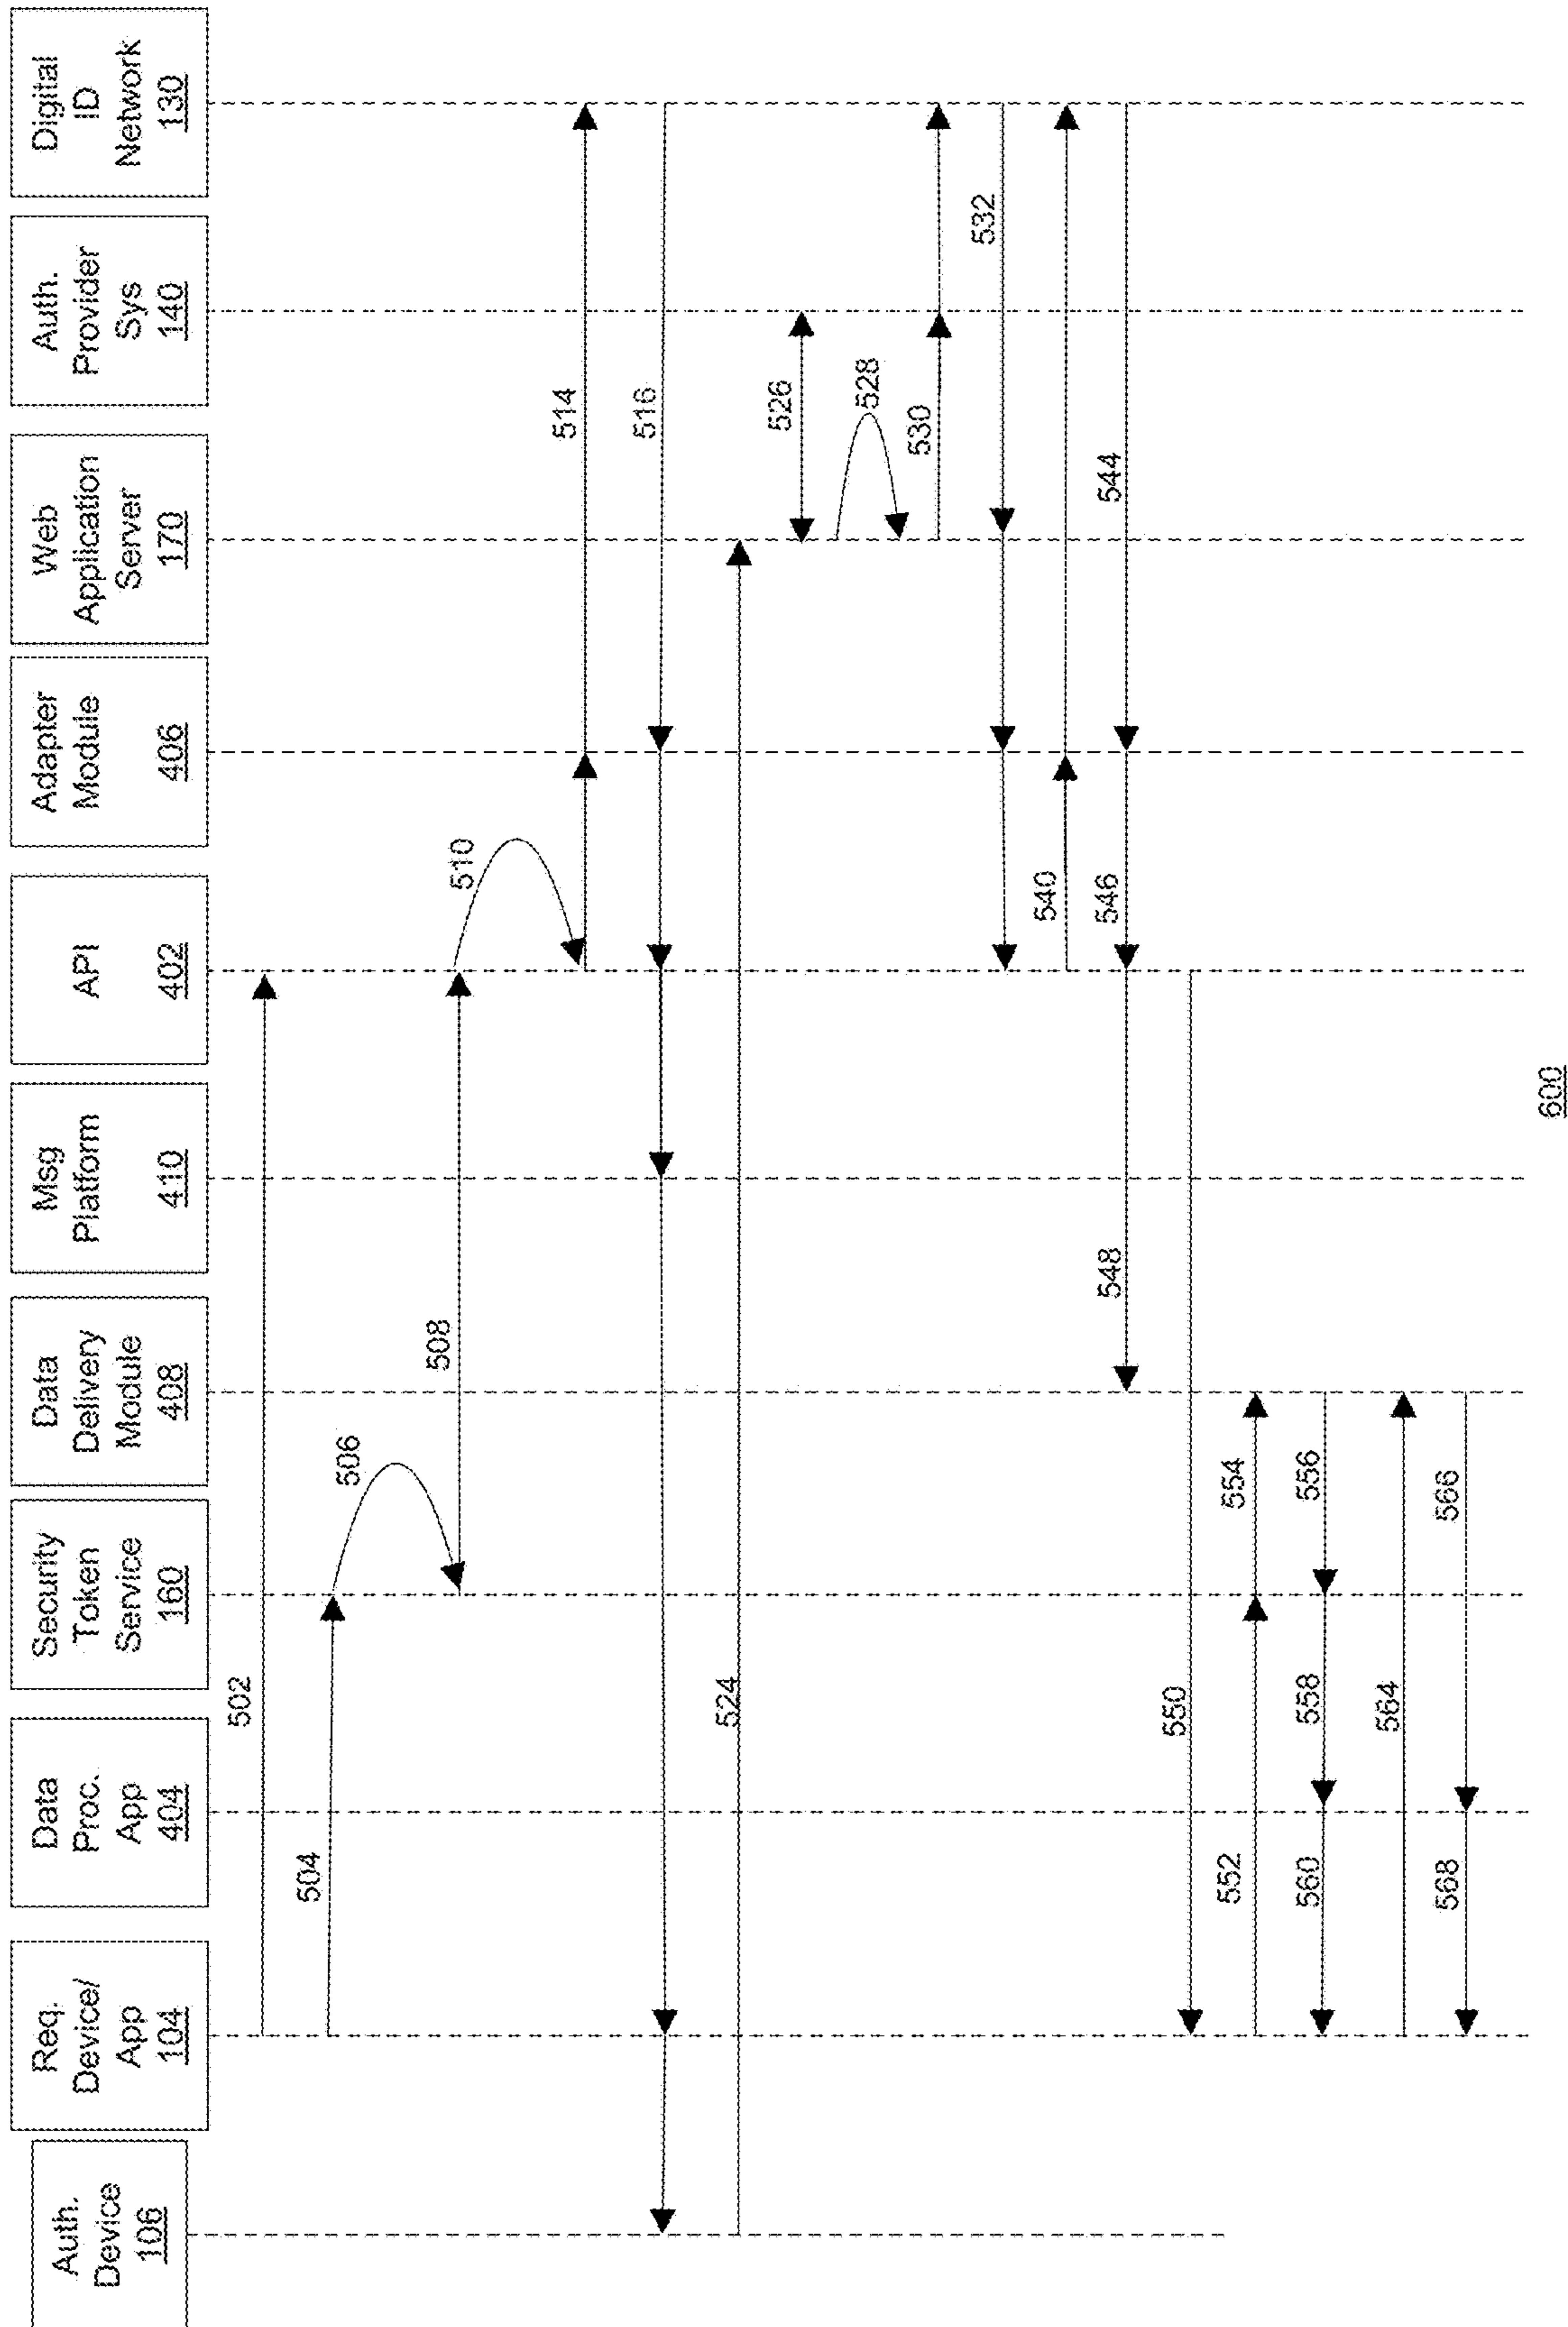 Auth.
Device
106
Req.
Device/
App
104
Data
Proc.
App
404
Security
Token
Service
160
Data
Delivery
Module
408
Msg
Platform
410
API
402
Adapter
Module
406
Web
Application
Server
170
Auth.
Provider
Sys
140
Digital
ID
Network
130
502
504
506
508
510
514
516
524
526
528
530
532
540
544
546
548
550
552
554
556
558
560
564
566
568
600